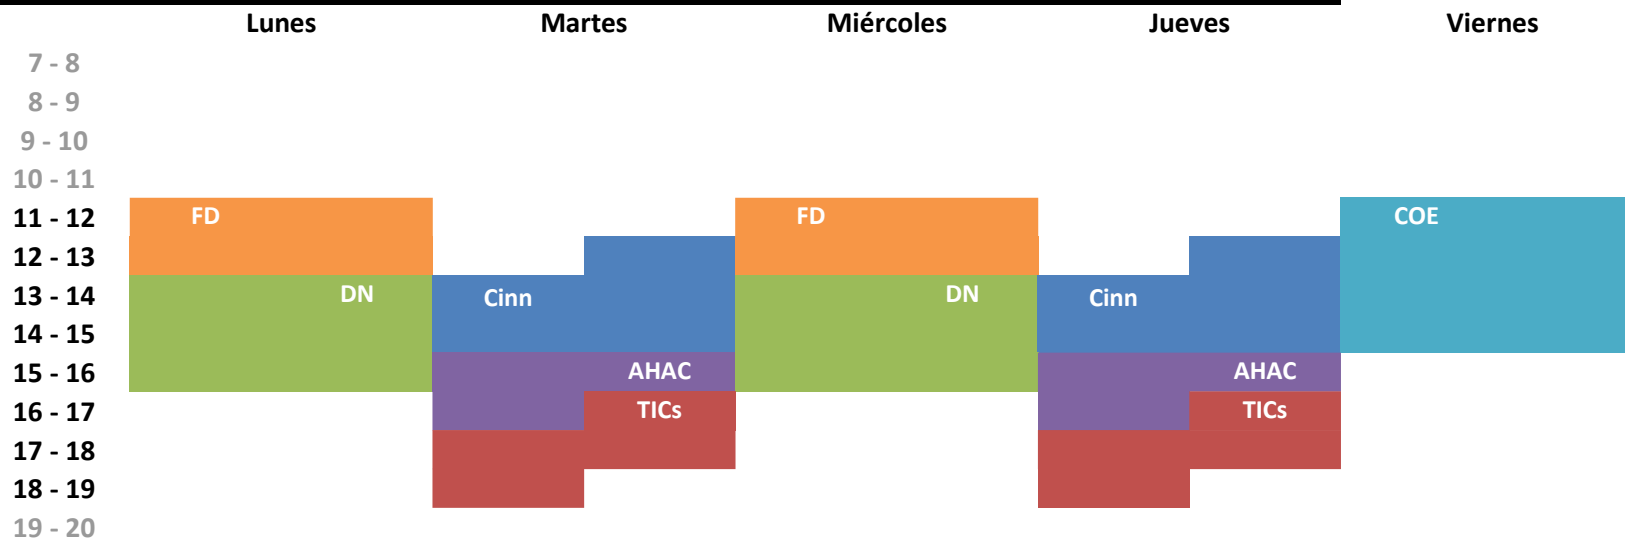 Lunes Martes Miércoles Jueves Viernes
7 - 8
8 - 9
9 - 10
10 - 11
11 - 12 FD FD COE
12 - 13
13 - 14 DN Cinn DN Cinn
14 - 15
15 - 16 AHAC AHAC
16 - 17 TICs TICs
17 - 18
18 - 19
19 - 20